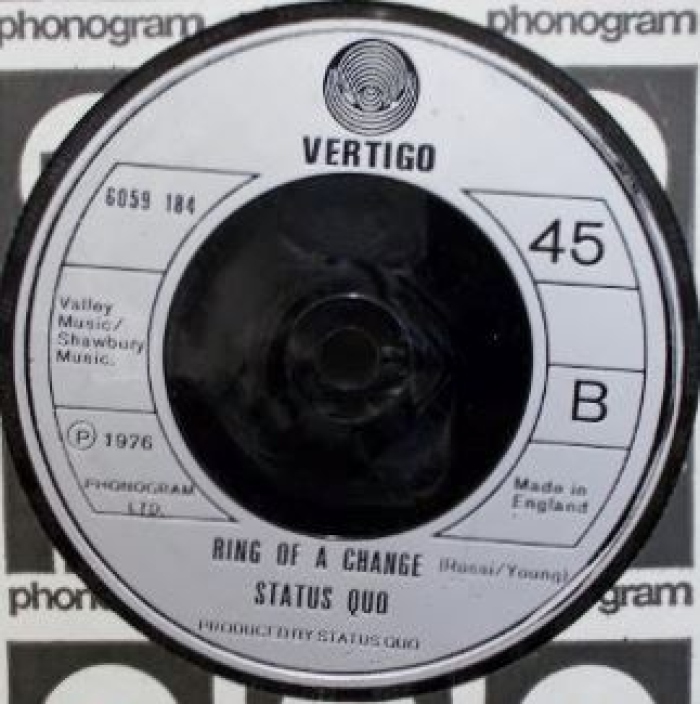 phonogram
phonogram
VERTIGO
6059 184
45
Valley
Music/
Shawbury
Music.
B
Ⓟ 1976
PHONOGRAM
LTD.
Made in
England
RING OF A CHANGE (Rossi/Young)
STATUS QUO
PRODUCED BY STATUS QUO
phon
gram